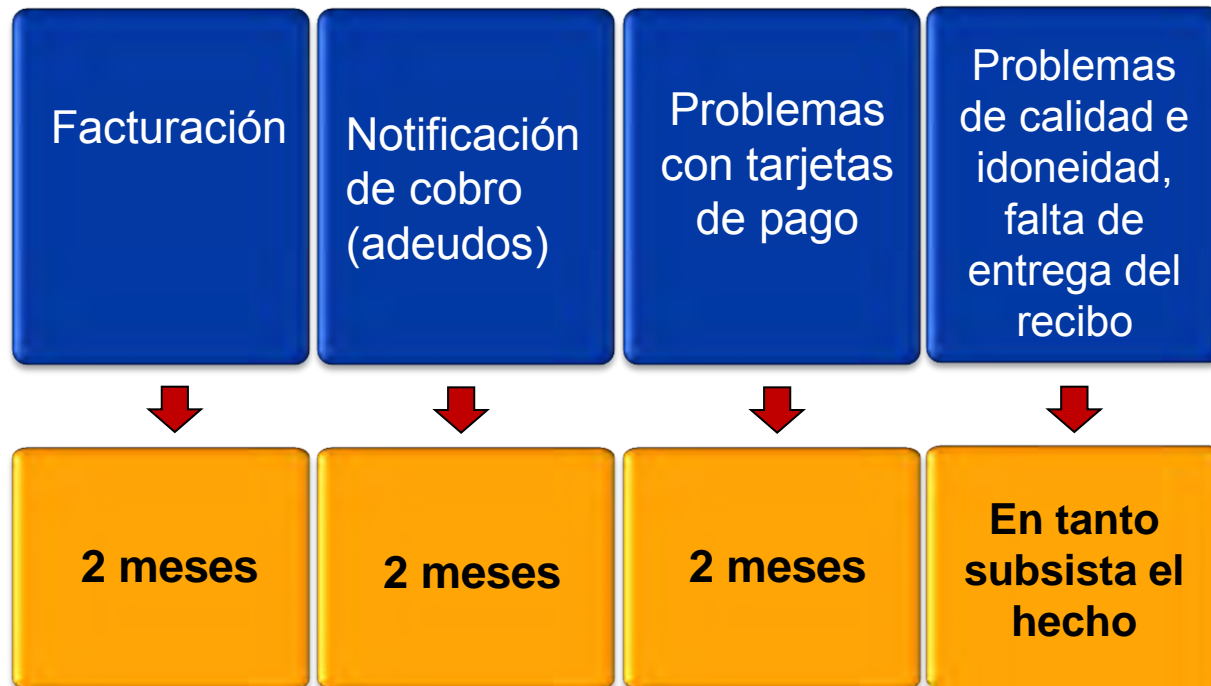 Facturación
Notificación
de cobro
(adeudos)
Problemas
con tarjetas
de pago
Problemas
de calidad e
idoneidad,
falta de
entrega del
recibo
2 meses
2 meses
2 meses
En tanto
subsista el
hecho